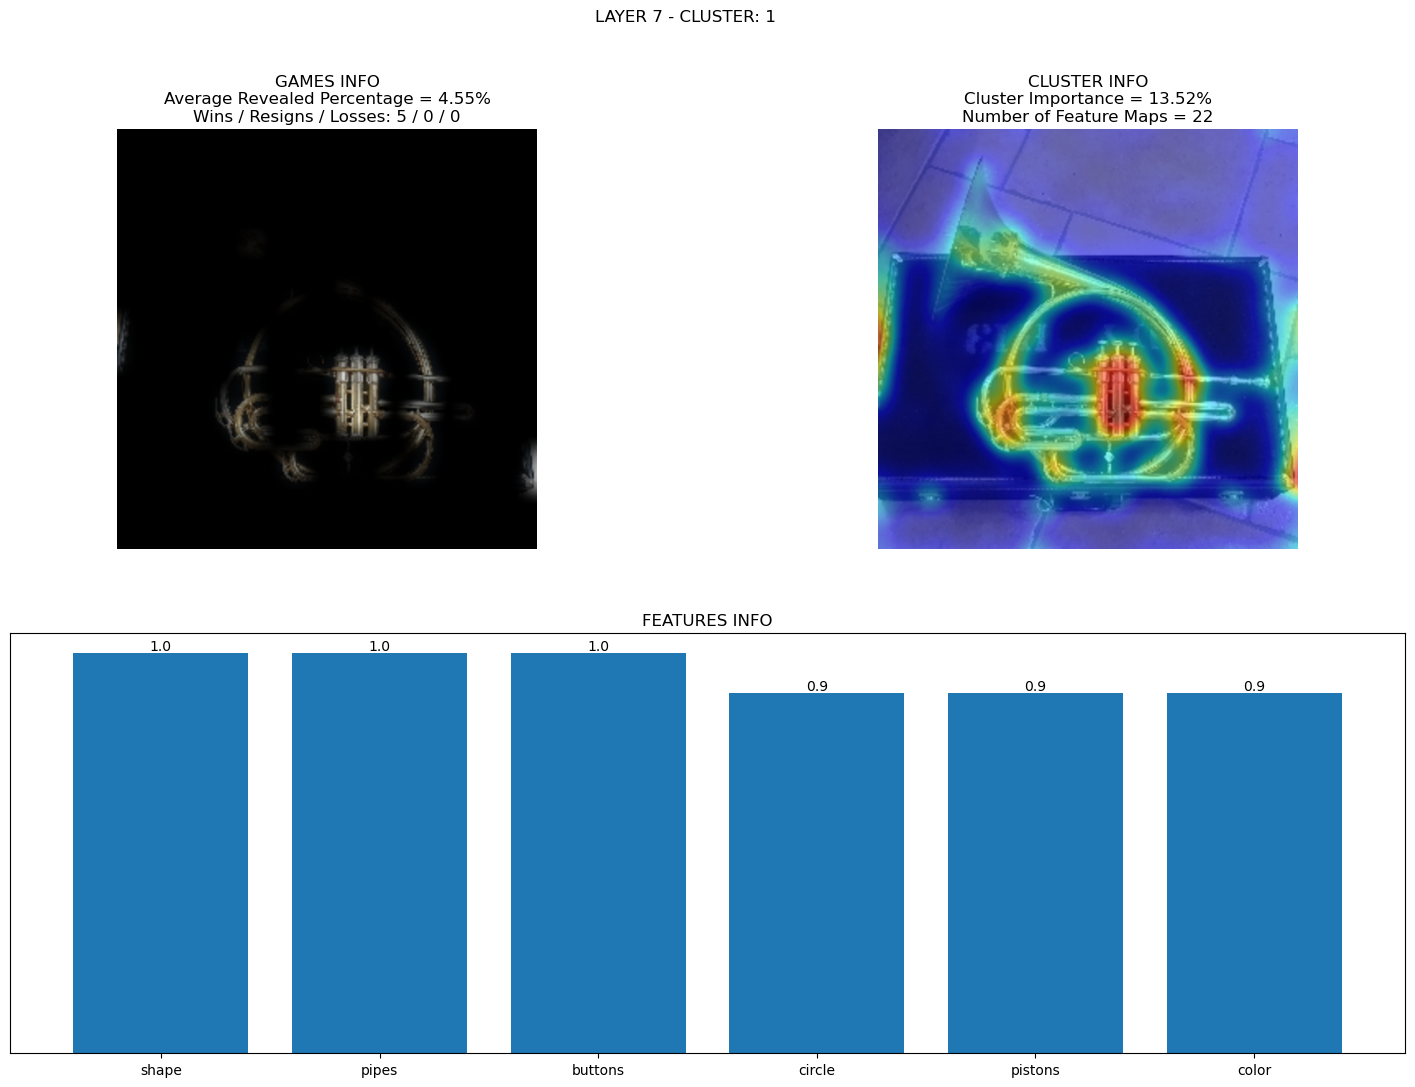 LAYER 7 - CLUSTER: 1
GAMES INFO
Average Revealed Percentage = 4.55%
Wins / Resigns / Losses: 5 / 0 / 0
CLUSTER INFO
Cluster Importance = 13.52%
Number of Feature Maps = 22
FEATURES INFO
1.0 1.0 1.0 0.9 0.9 0.9
shape pipes buttons circle pistons color